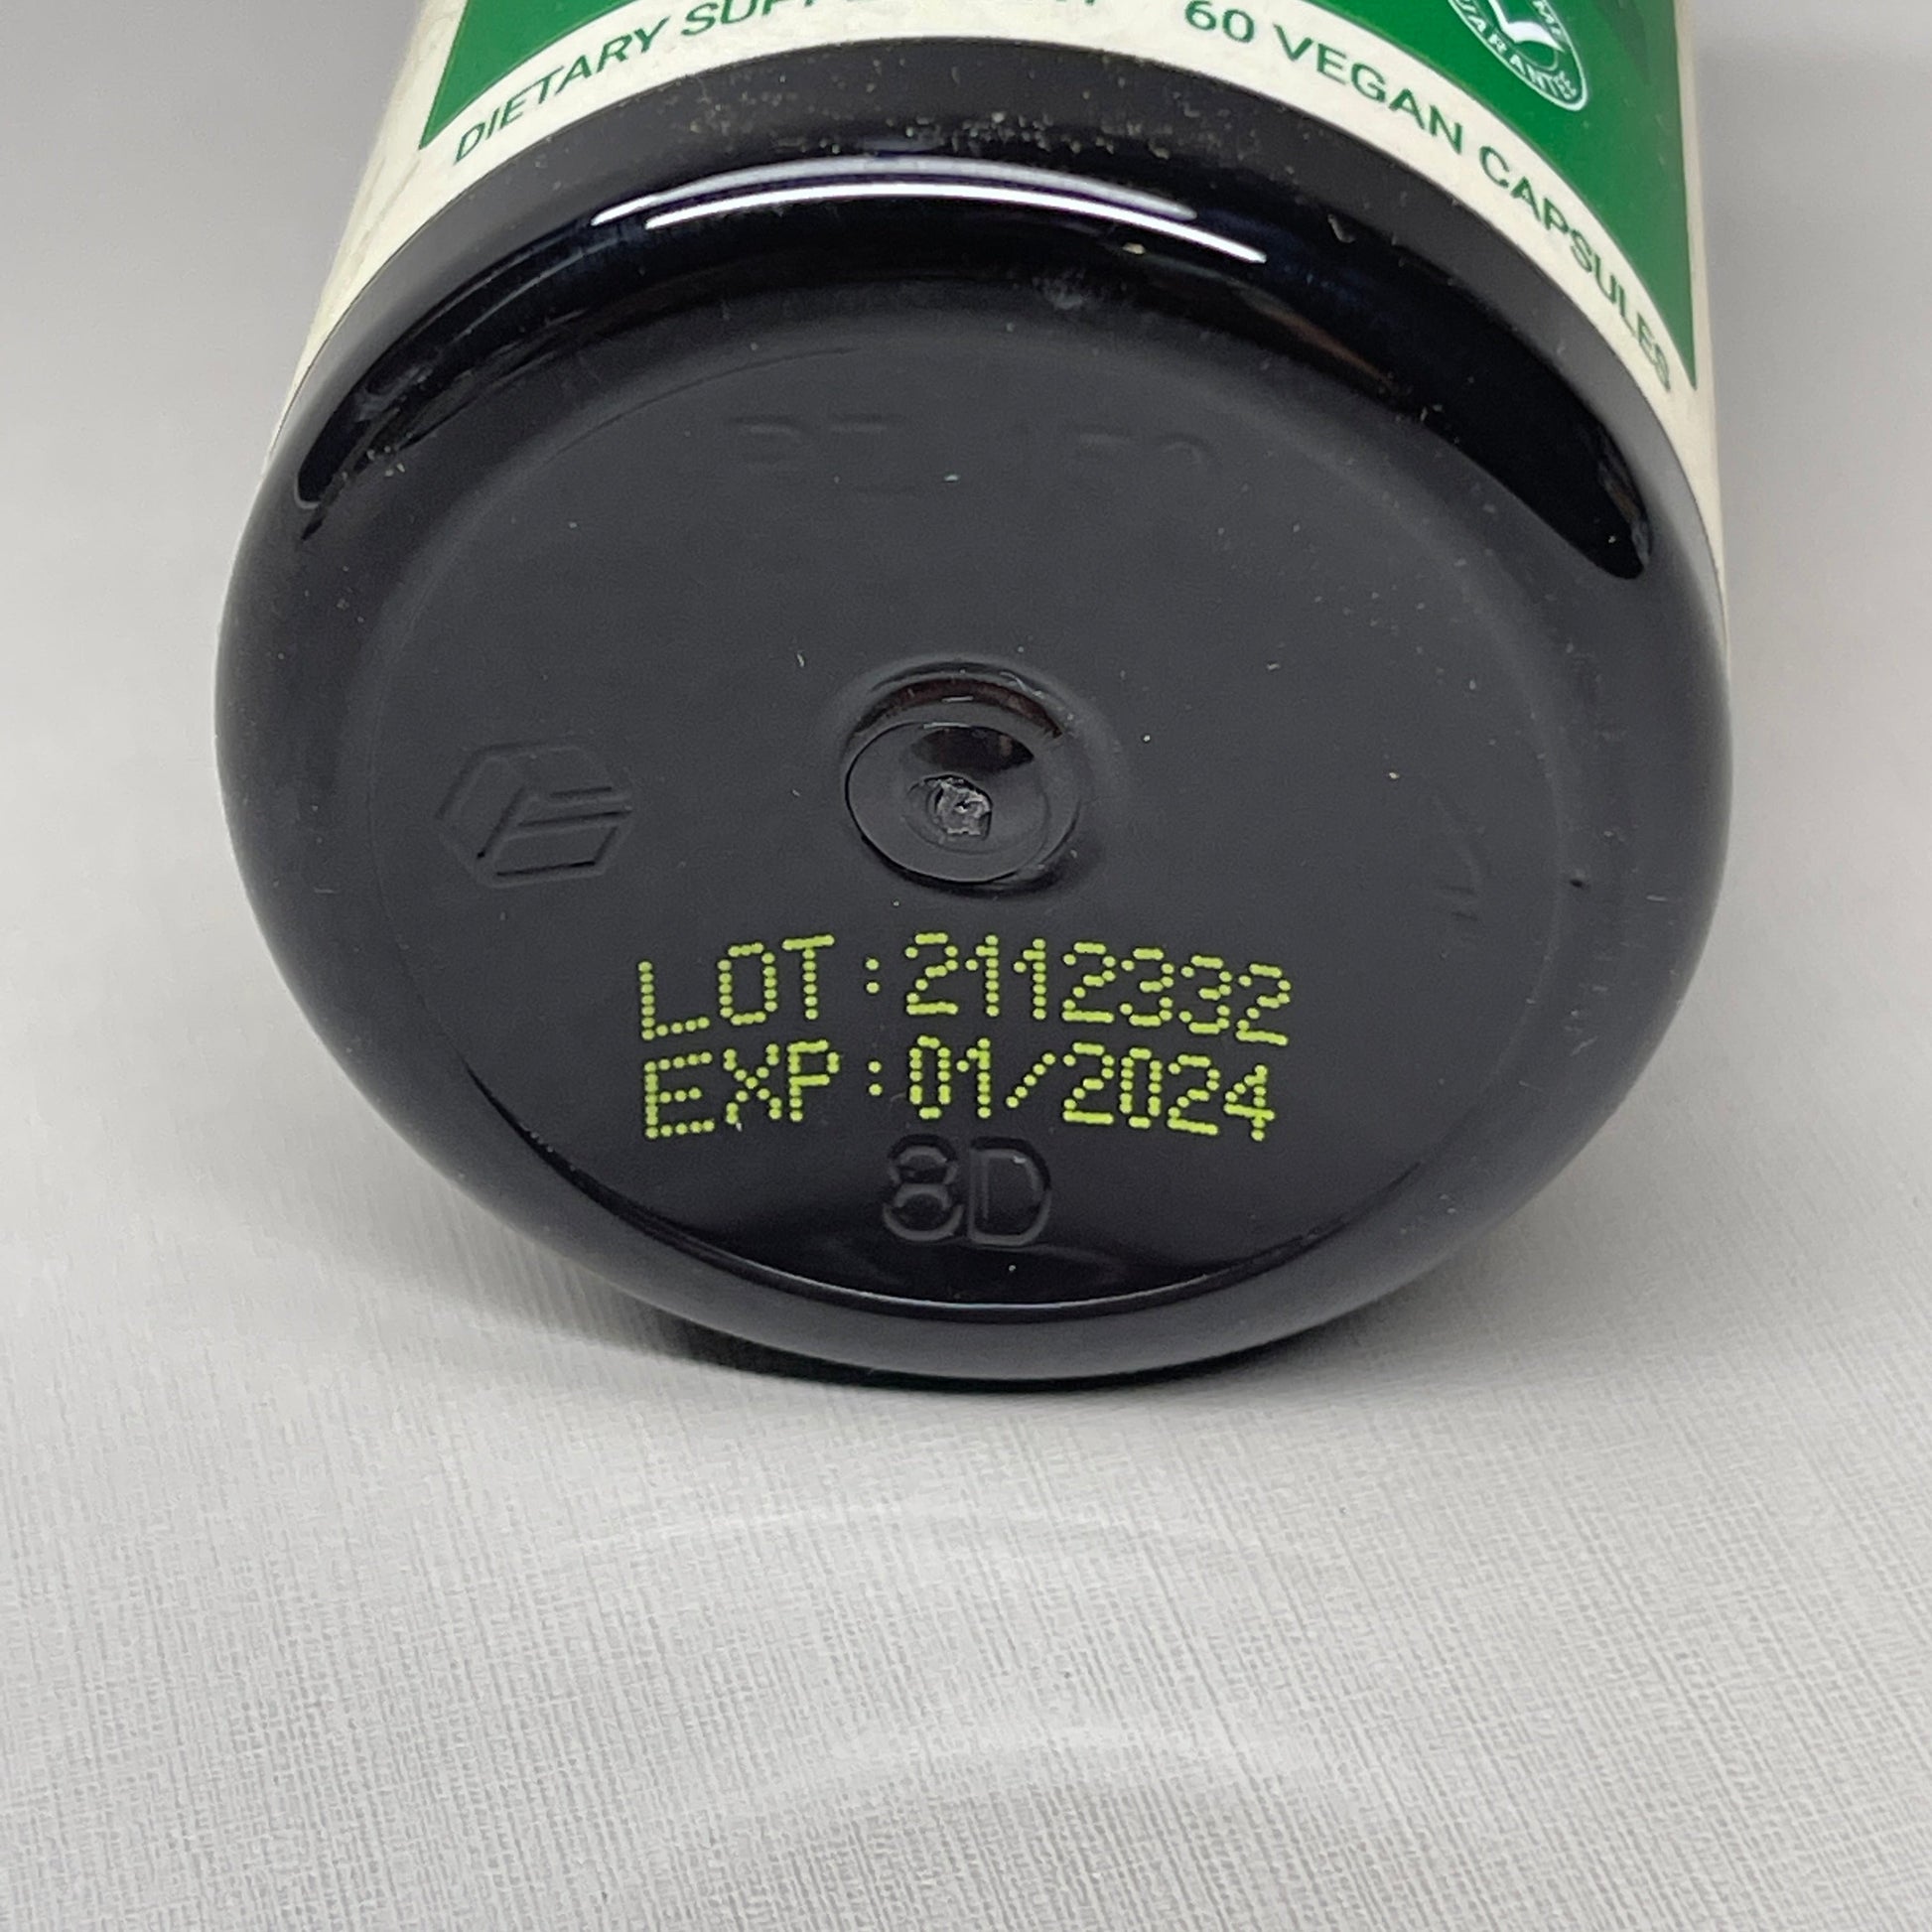 DIETARY SUPPLEMENT 60 VEGAN CAPSULES
LOT:2112332
EXP:01/2024
8D